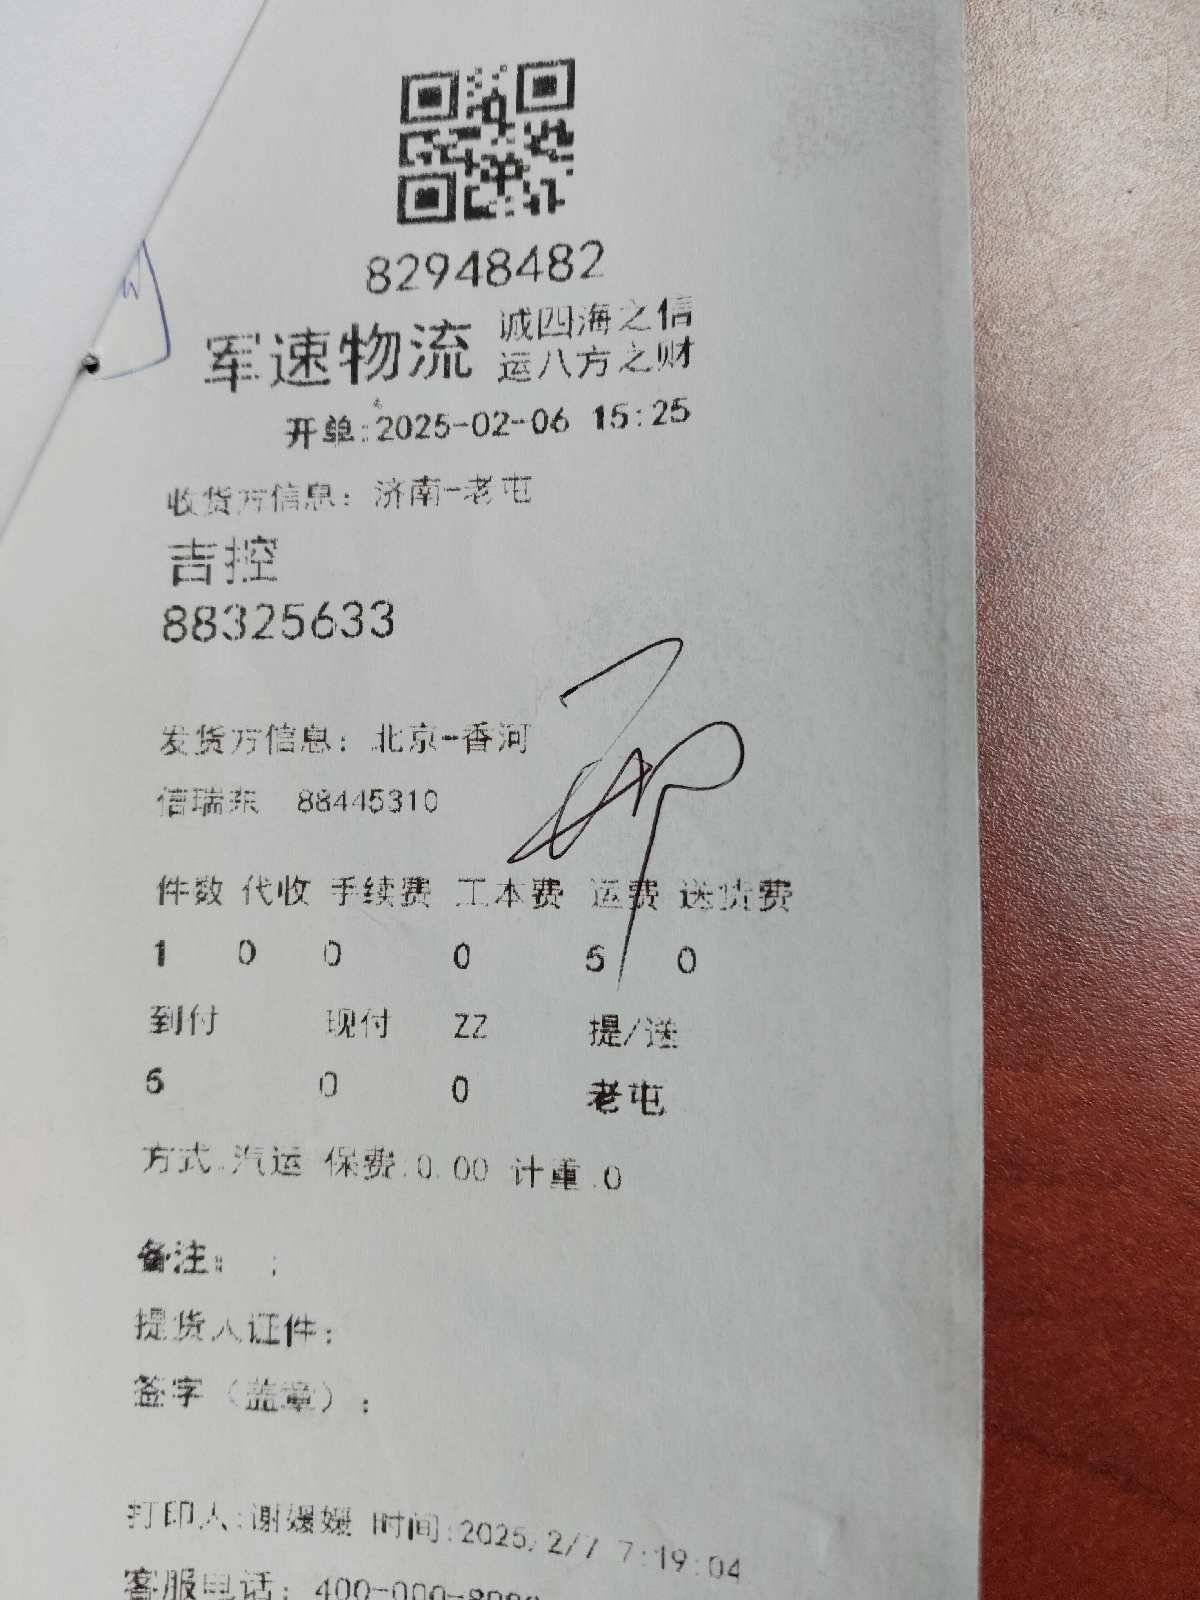 82948482
军速物流 诚四海之信
运八方之财
开单:2025-02-06 15:25
收货方信息: 济南-老屯
吉控
88325633
发货方信息: 北京-香河
信瑞东 88445310
件数 代收 手续费 工本费 运费 送货费
1 0 0 0 5 0
到付 现付 ZZ 提/送
5 0 0 老屯
方式:汽运 保费:0.00 计重:0
备注: ;
提货人证件:
签字（盖章）:
打印人:谢媛媛 时间:2025/2/7 7:19:04
客服电话: 400-000-